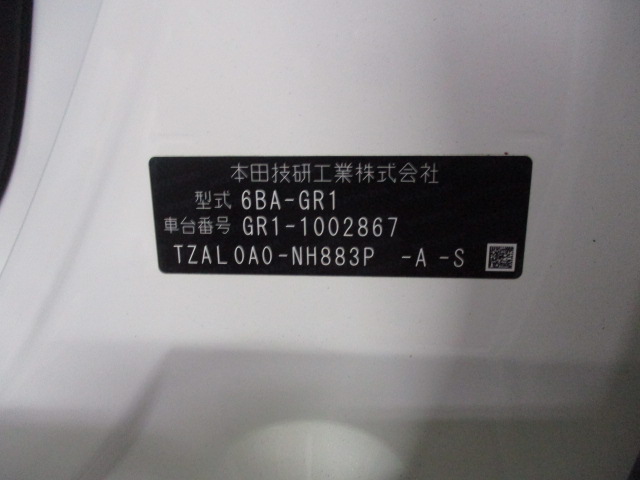 本田技研工業株式会社
型式 6BA-GR1
車台番号 GR1-1002867
TZAL0A0-NH883P -A-S